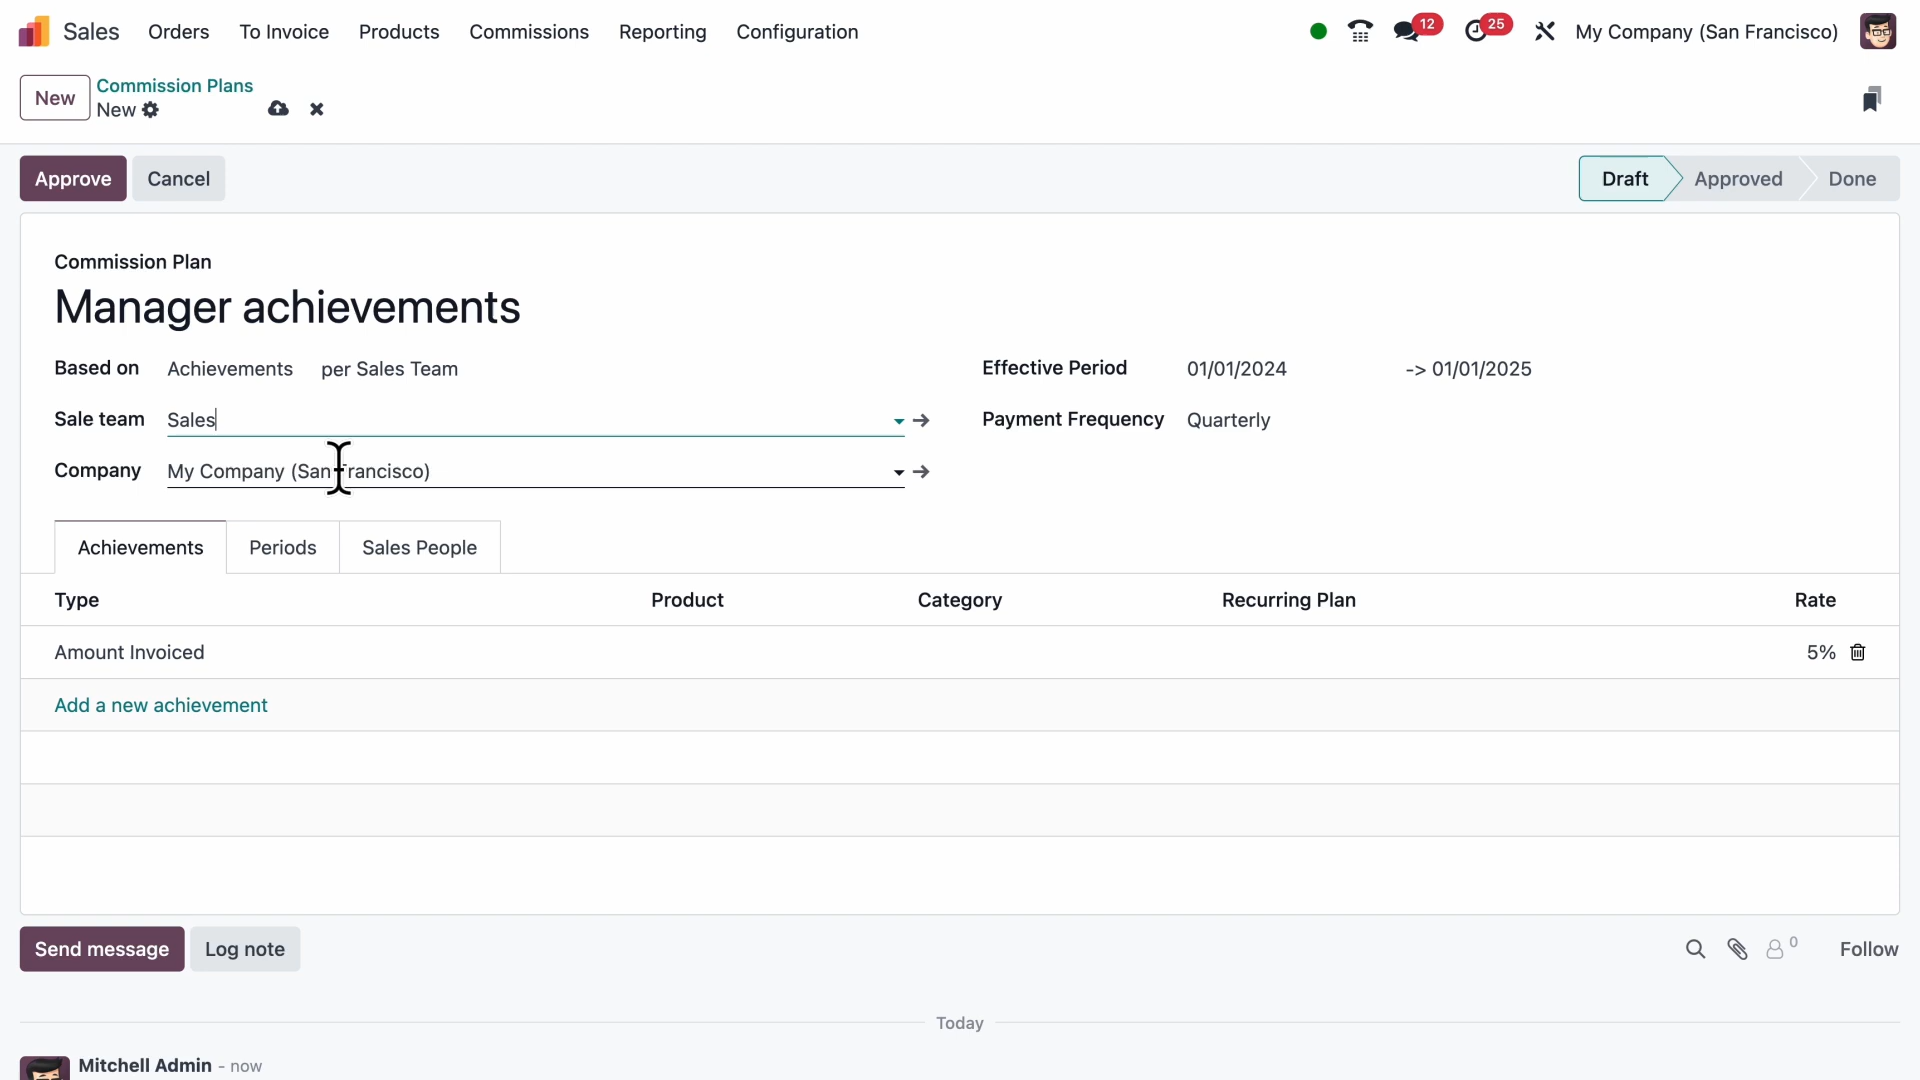 Sales Orders To Invoice Products Commissions Reporting Configuration 12 25 My Company (San Francisco)
New Commission Plans
New
Approve Cancel Draft Approved Done
Commission Plan
Manager achievements
Based on Achievements per Sales Team Effective Period 01/01/2024 -> 01/01/2025
Sale team Sales Payment Frequency Quarterly
Company My Company (San Francisco)
Achievements Periods Sales People
Type Product Category Recurring Plan Rate
Amount Invoiced 5%
Add a new achievement
Send message Log note 0 Follow
Today
Mitchell Admin - now